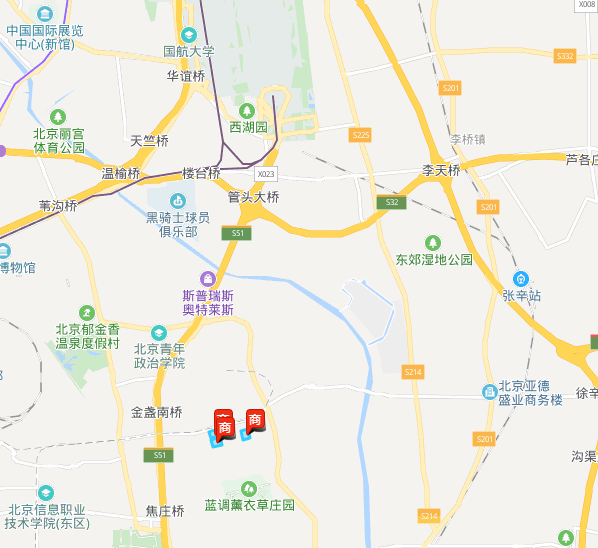 X008
中国国际展览
中心(新馆)
国航大学
S332
华谊桥
S201
西湖园
北京丽宫
体育公园
天竺桥
S225
李桥镇
温榆桥
楼台桥
X023
李天桥
芦各庄
苇沟桥
管头大桥
S32
S201
黑骑士球员
俱乐部
S51
东郊湿地公园
博物馆
斯普瑞斯
奥特莱斯
张辛站
北京郁金香
温泉度假村
北京青年
政治学院
S214
北京亚德
盛业商务楼
徐辛
金盏南桥
商
商
S201
S51
沟渠
蓝调薰衣草庄园
北京信息职业
技术学院(东区)
焦庄桥
S214